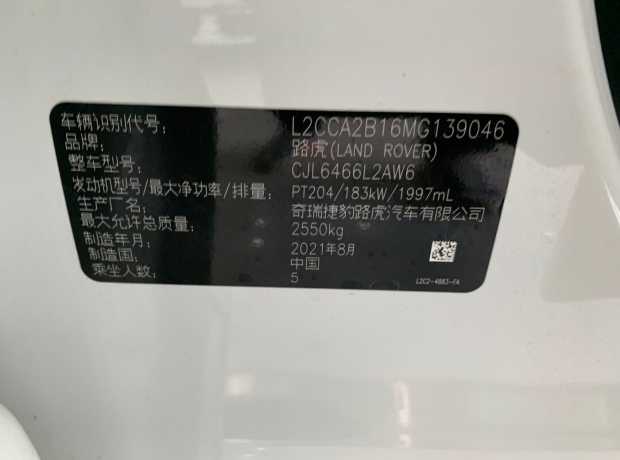 车辆识别代号: L2CCA2B16MG139046
品牌: 路虎(LAND ROVER)
整车型号: CJL6466L2AW6
发动机型号/最大净功率/排量: PT204/183kW/1997mL
生产厂名: 奇瑞捷豹路虎汽车有限公司
最大允许总质量: 2550kg
制造年月: 2021年8月
制造国: 中国
乘坐人数: 5
L2C2-4883-FA